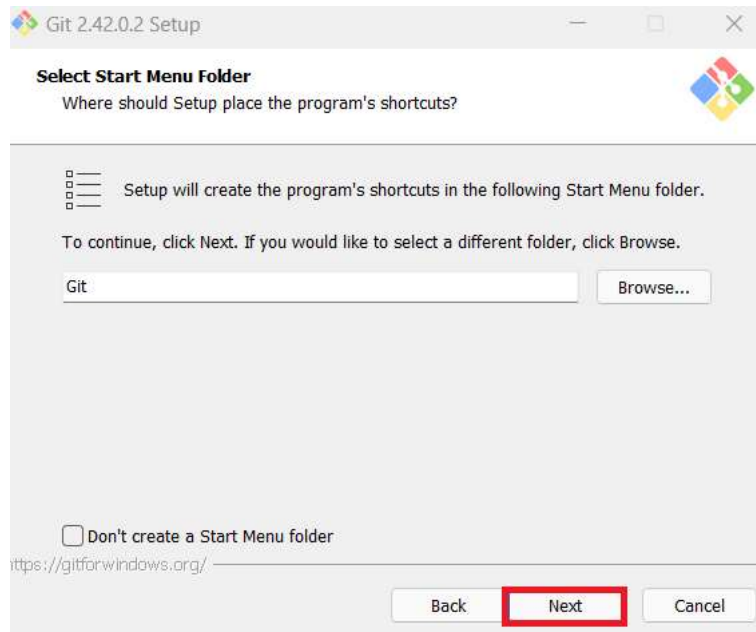 Git 2.42.0.2 Setup
Select Start Menu Folder
Where should Setup place the program's shortcuts?
Setup will create the program's shortcuts in the following Start Menu folder.
To continue, click Next. If you would like to select a different folder, click Browse.
Git
Browse...
Don't create a Start Menu folder
ttps://gitforwindows.org/
Back
Next
Cancel